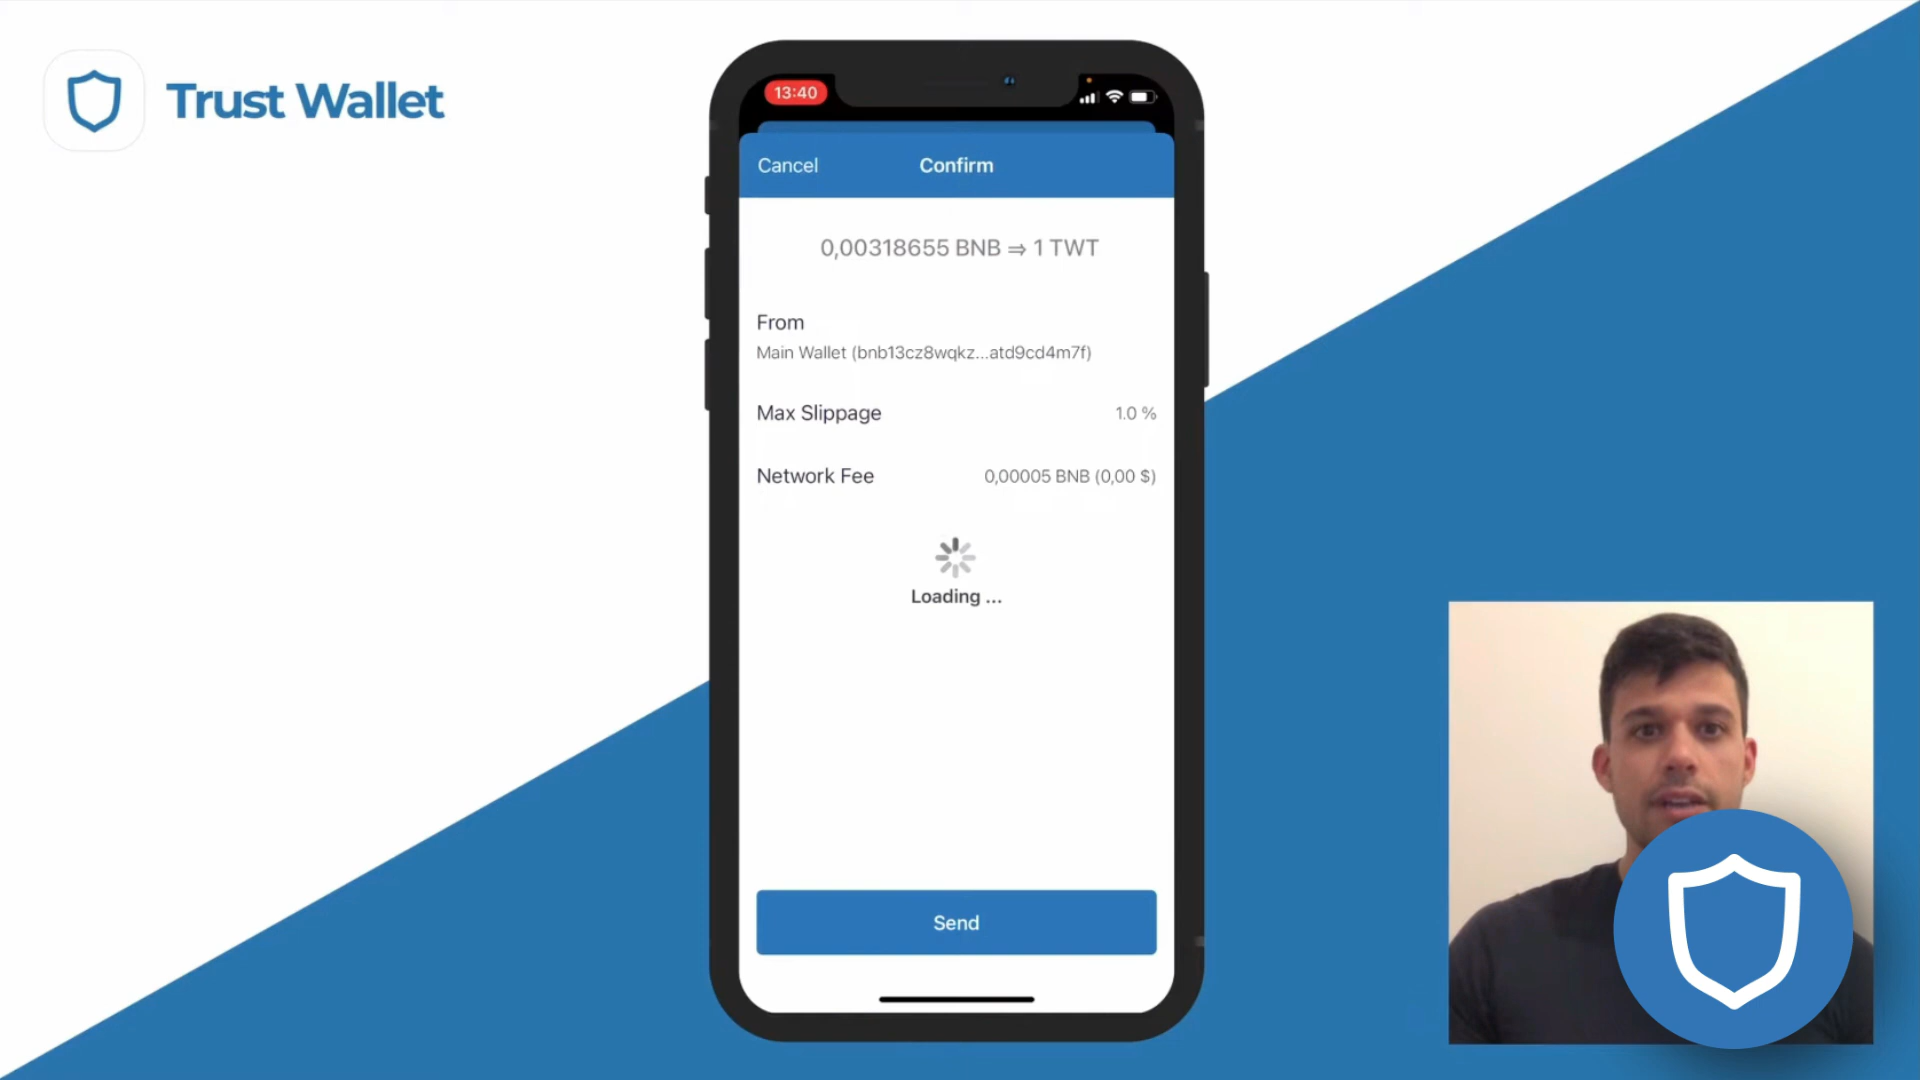 Trust Wallet
13:40
Cancel
Confirm
0,00318655 BNB ⇒ 1 TWT
From
Main Wallet (bnb13cz8wqkz...atd9cd4m7f)
Max Slippage
1.0 %
Network Fee
0,00005 BNB (0,00 $)
Loading ...
Send